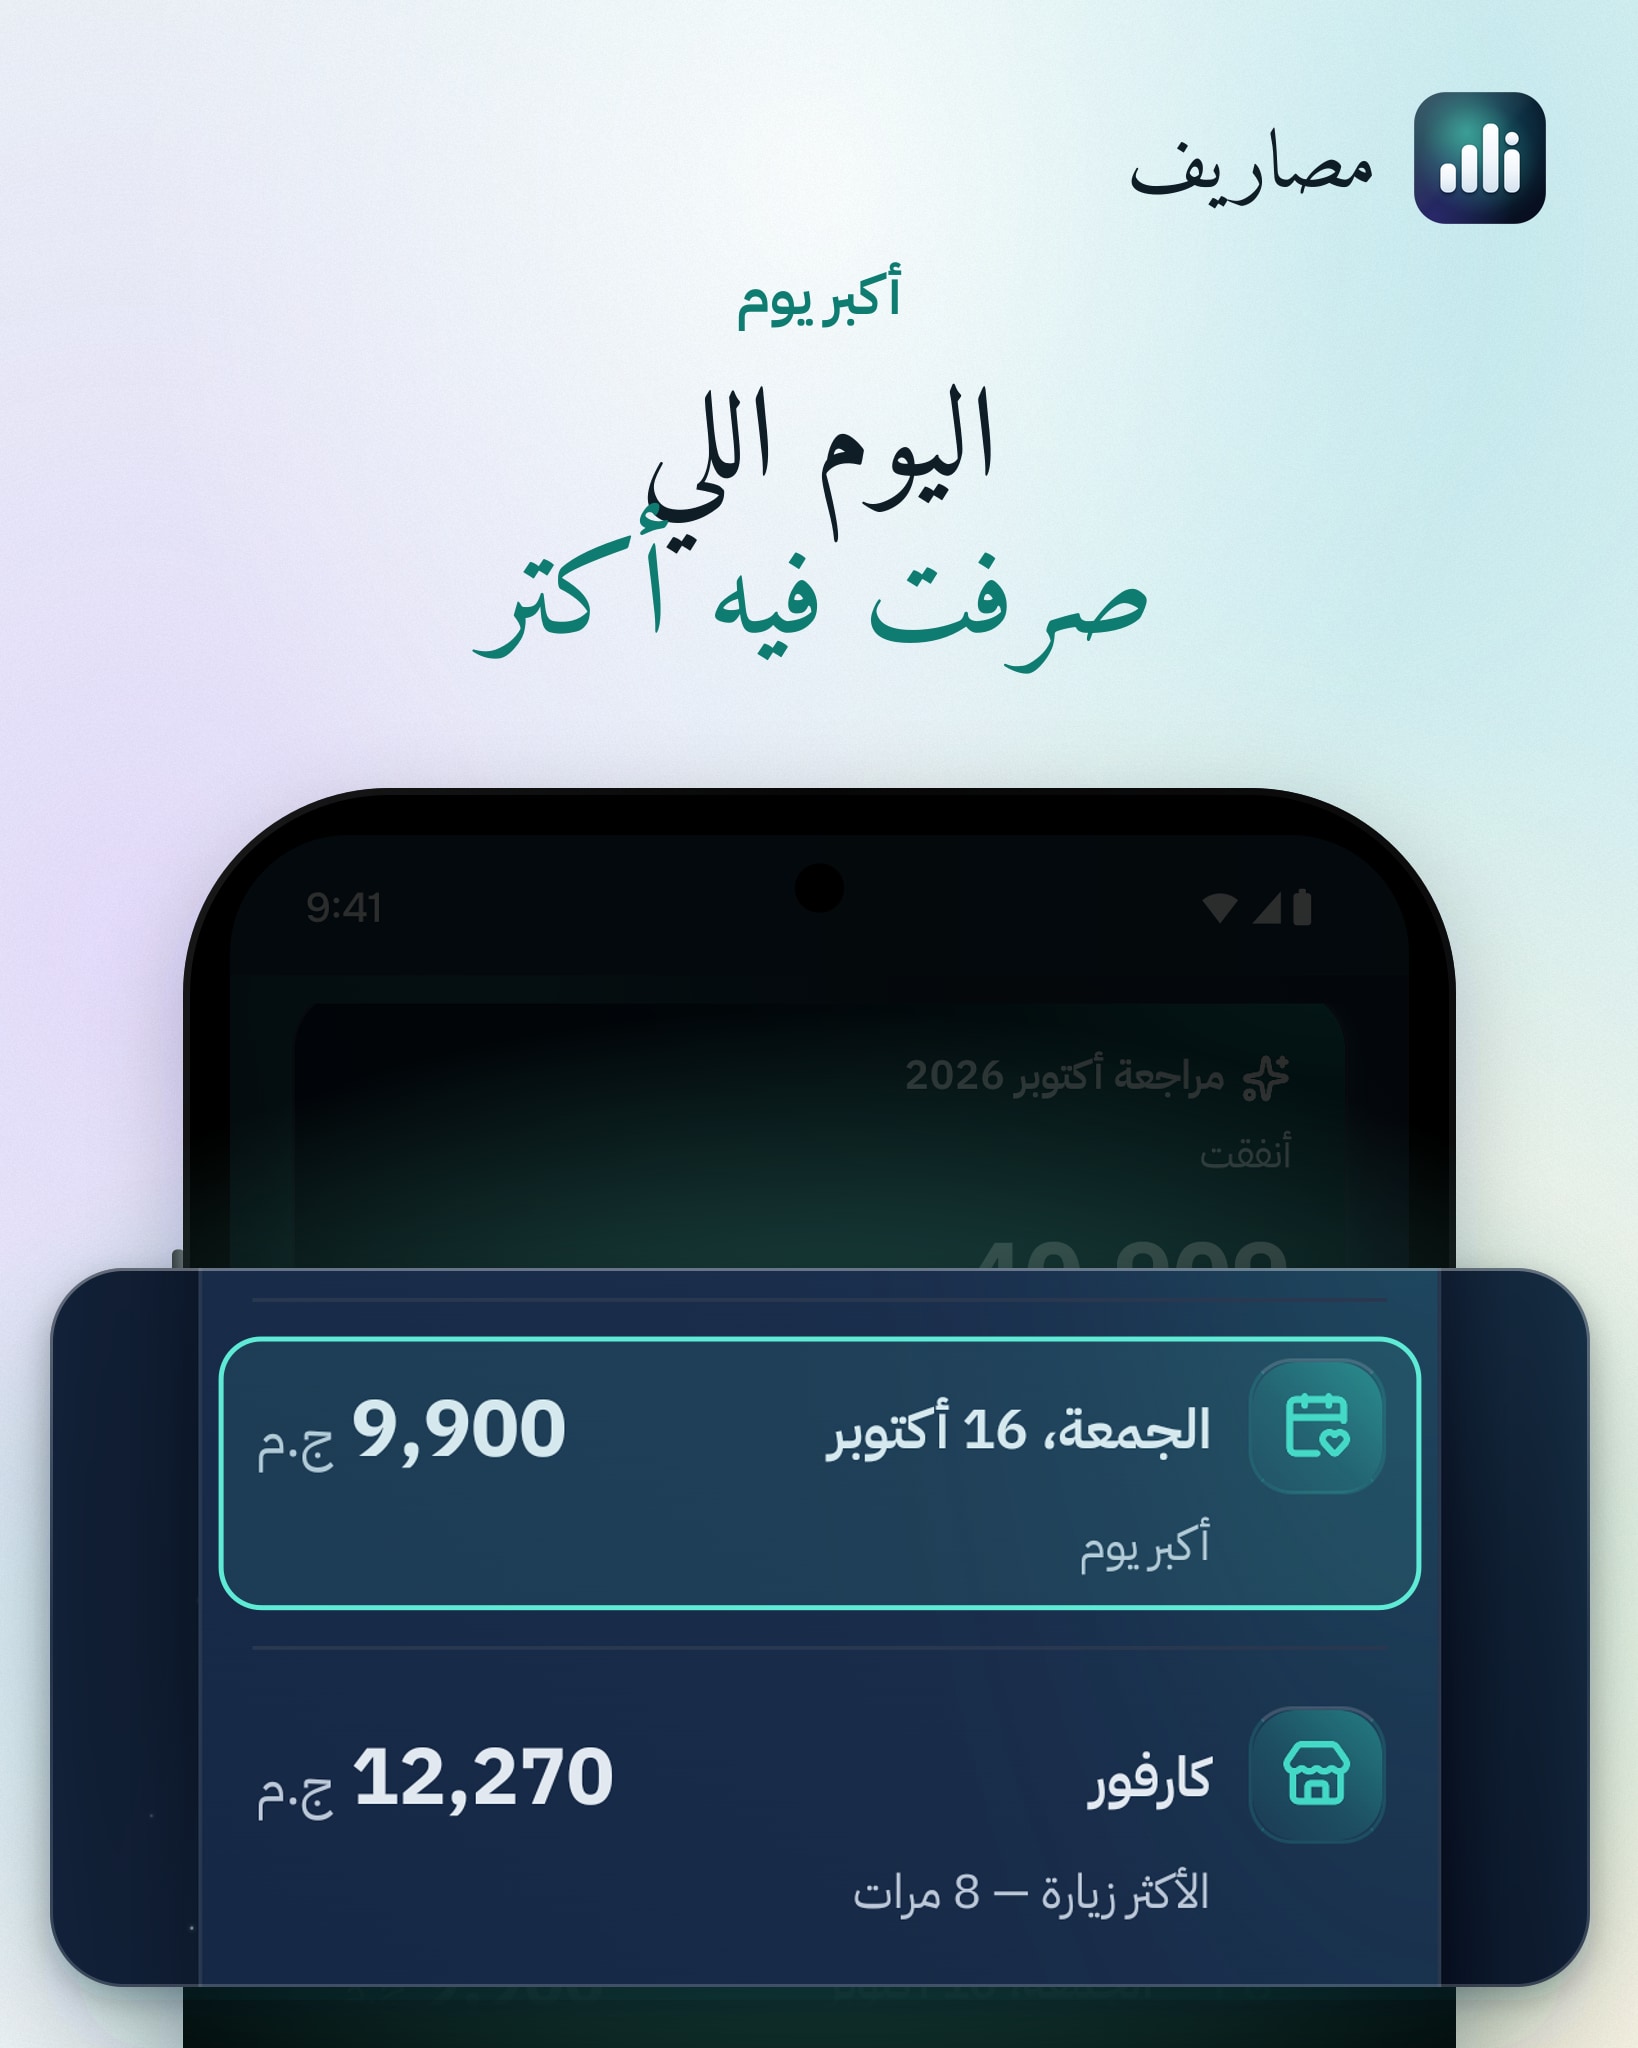 مصاريف
أكبر يوم
اليوم اللي
صرفت فيه أكتر
9:41
مراجعة أكتوبر 2026
أنفقت
الجمعة، 16 أكتوبر 9,900 ج.م
أكبر يوم
كارفور 12,270 ج.م
الأكثر زيارة — 8 مرات